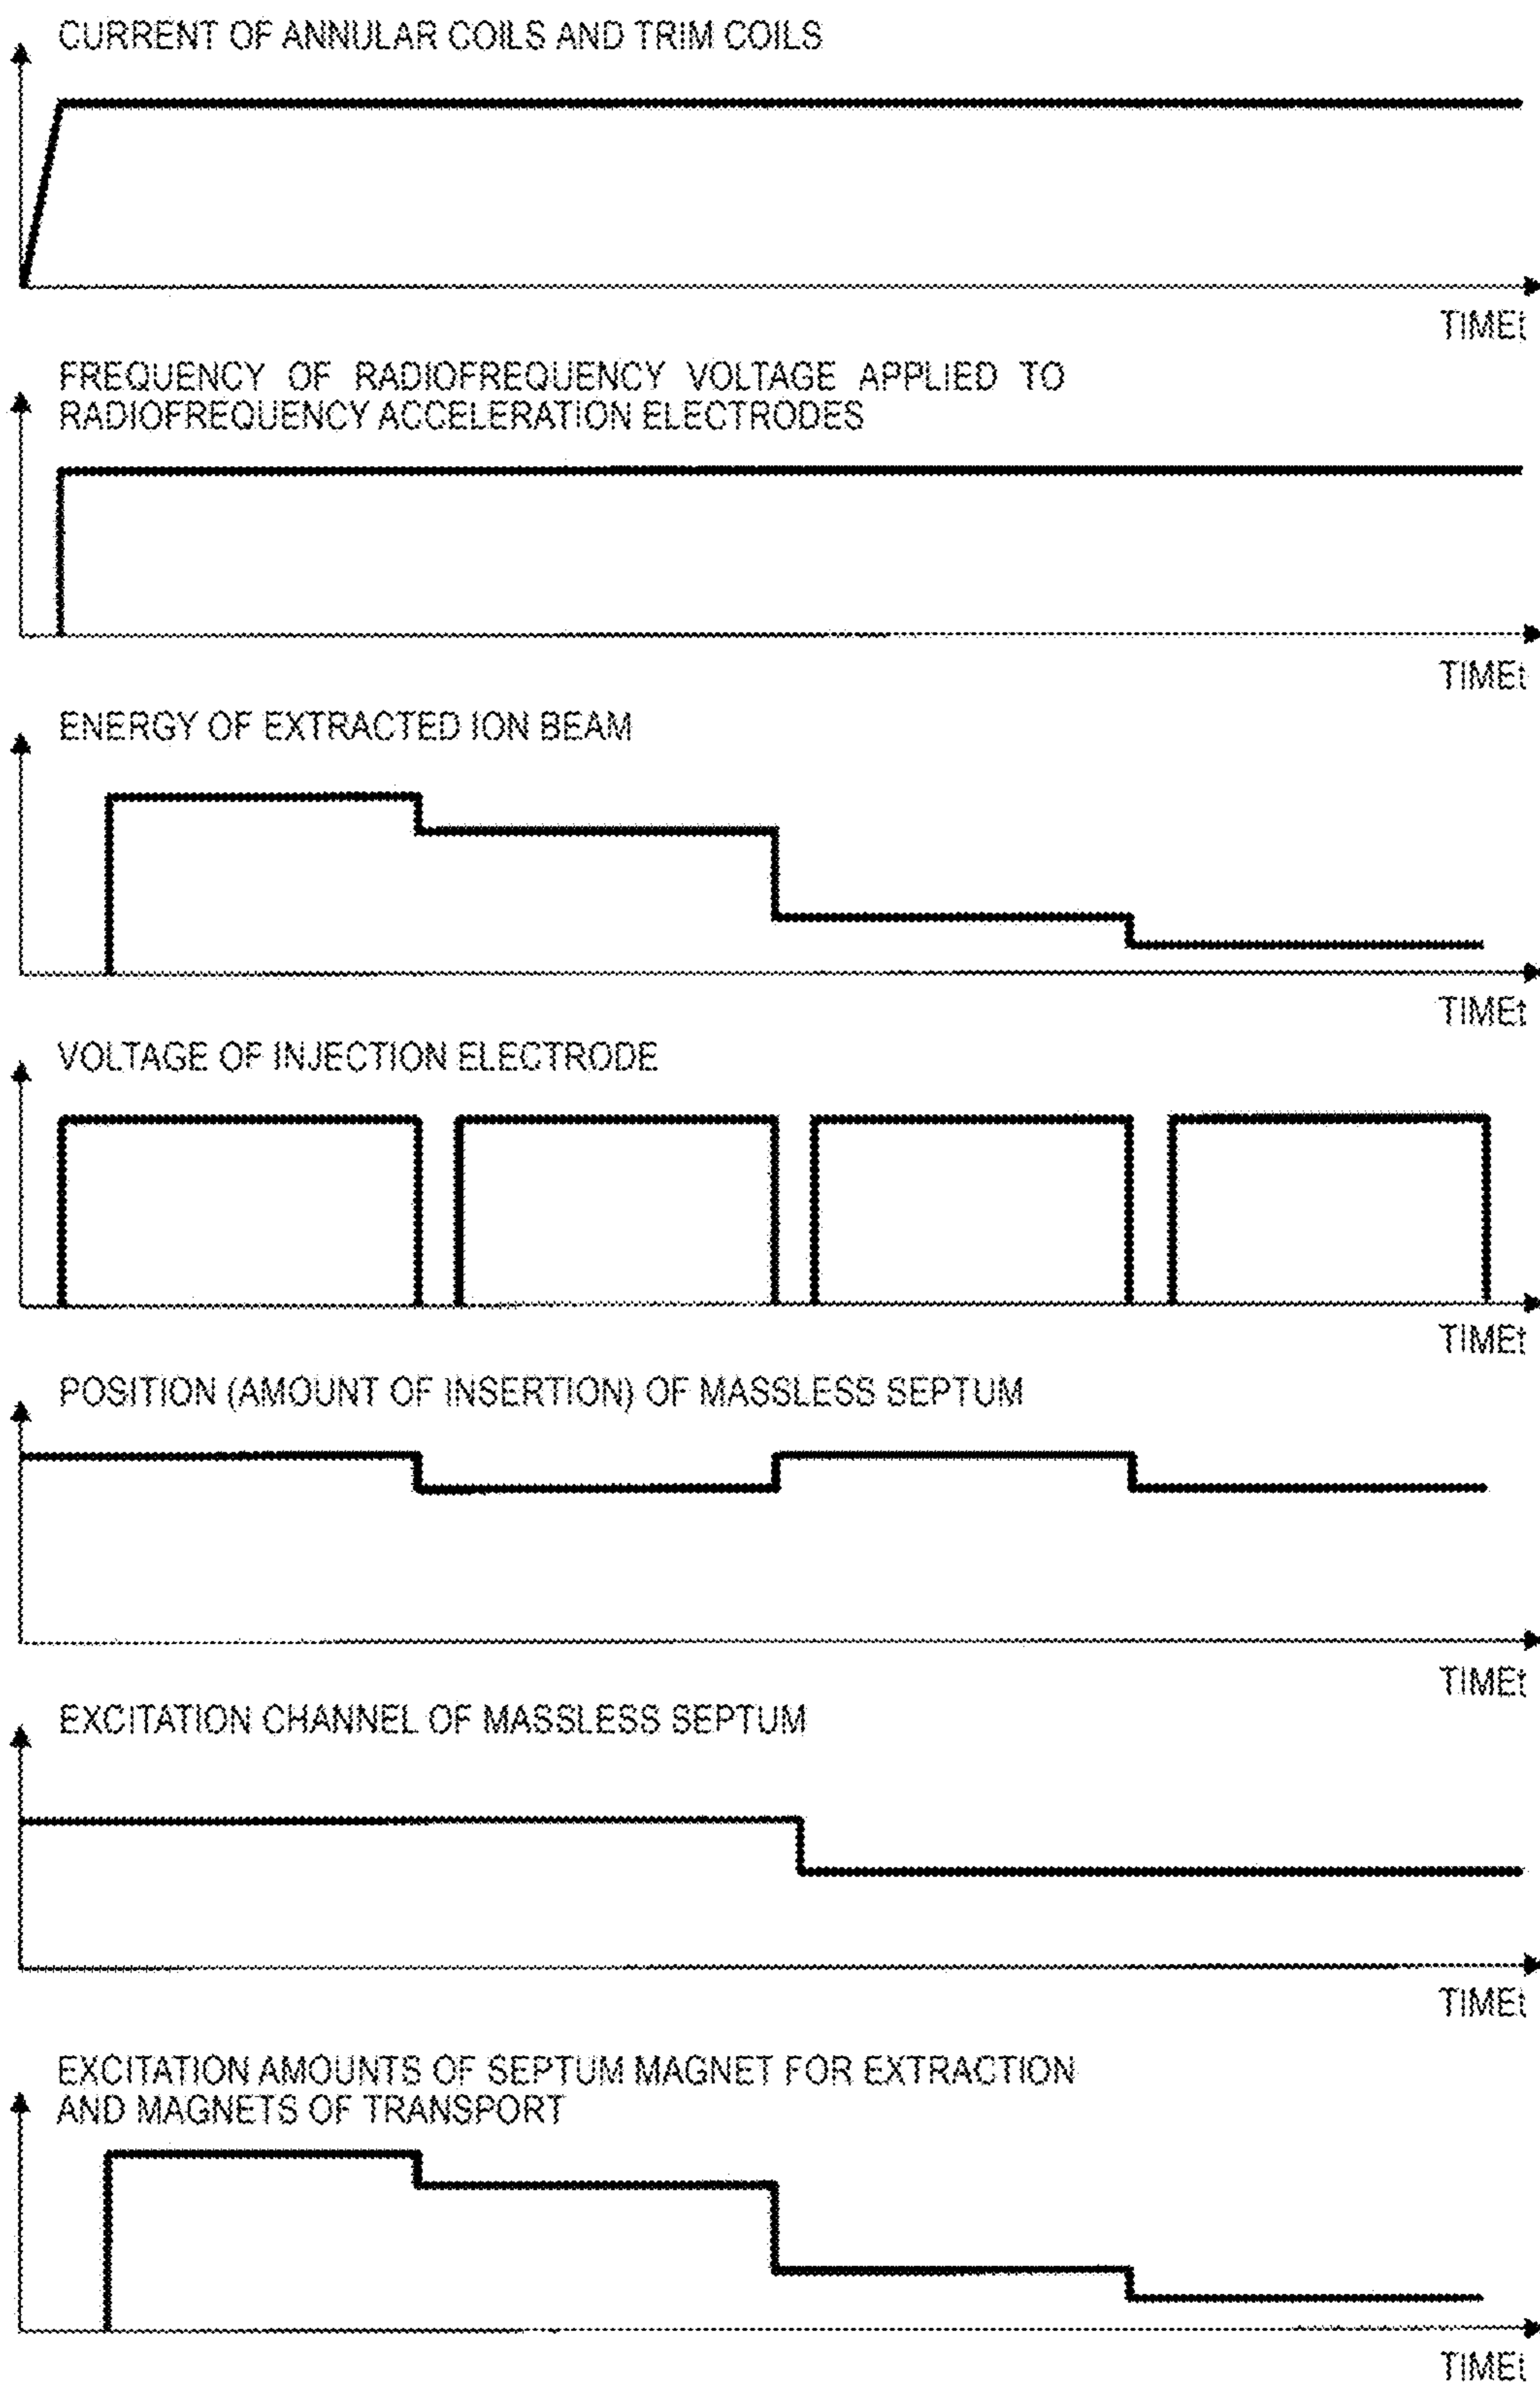 CURRENT OF ANNULAR COILS AND TRIM COILS
TIMEt
FREQUENCY OF RADIOFREQUENCY VOLTAGE APPLIED TO
RADIOFREQUENCY ACCELERATION ELECTRODES
TIMEt
ENERGY OF EXTRACTED ION BEAM
TIMEt
VOLTAGE OF INJECTION ELECTRODE
TIMEt
POSITION (AMOUNT OF INSERTION) OF MASSLESS SEPTUM
TIMEt
EXCITATION CHANNEL OF MASSLESS SEPTUM
TIMEt
EXCITATION AMOUNTS OF SEPTUM MAGNET FOR EXTRACTION
AND MAGNETS OF TRANSPORT
TIMEt